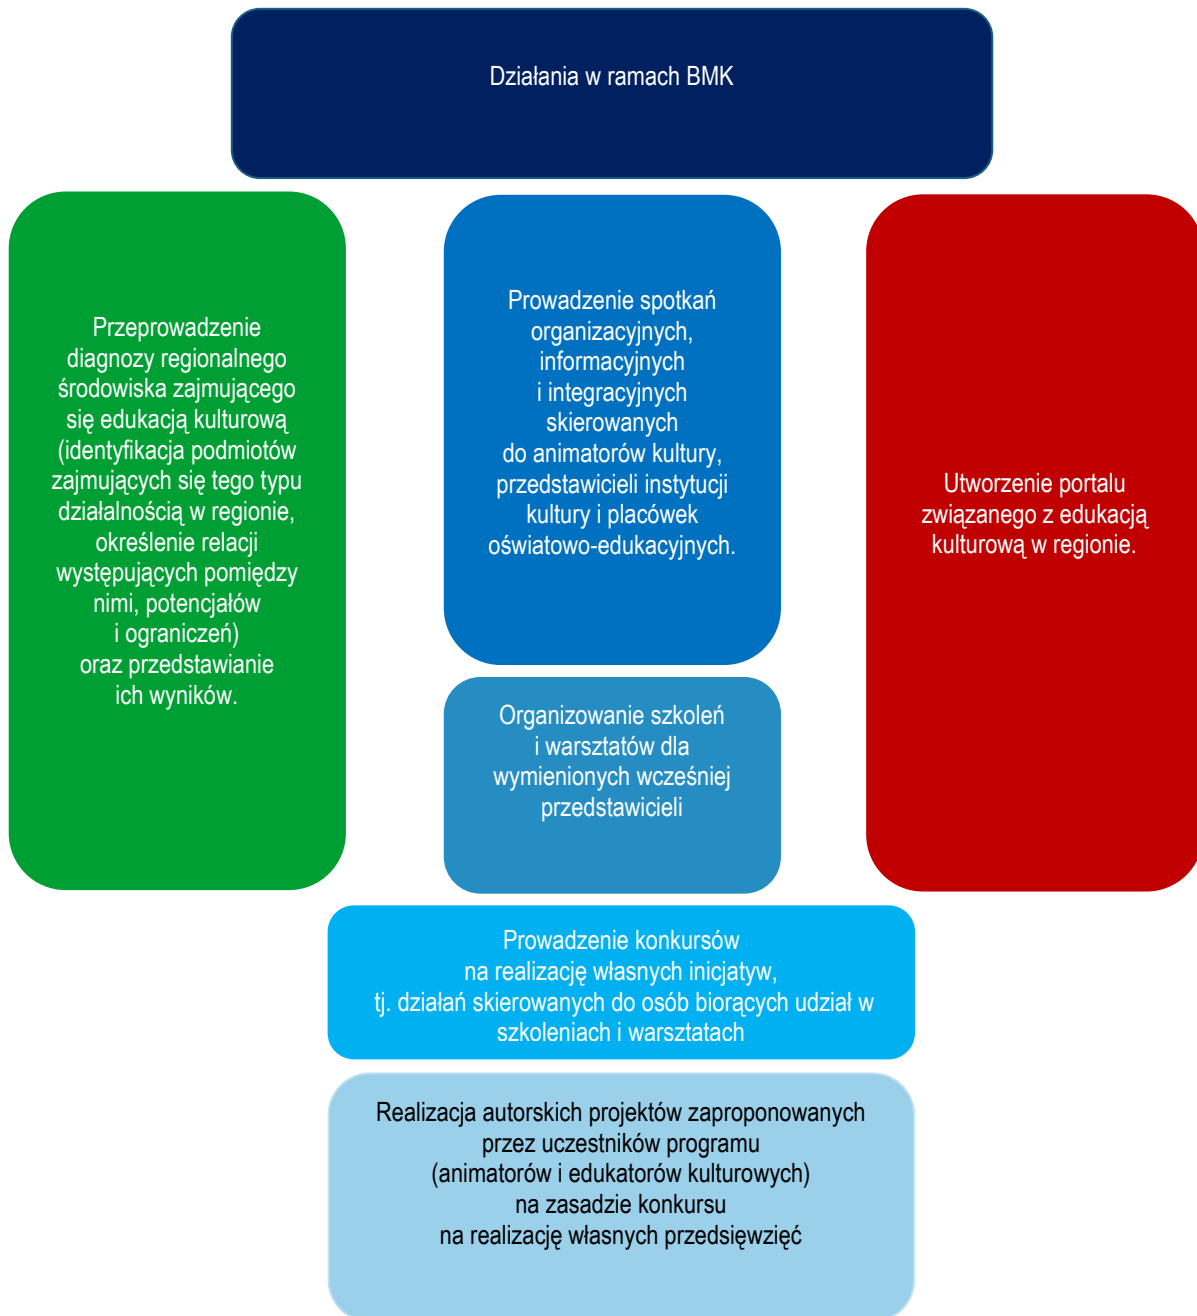 Działania w ramach BMK
Przeprowadzenie
diagnozy regionalnego
środowiska zajmującego
się edukacją kulturową
(identyfikacja podmiotów
zajmujących się tego typu
działalnością w regionie,
określenie relacji
występujących pomiędzy
nimi, potencjałów
i ograniczeń)
oraz przedstawianie
ich wyników.
Prowadzenie spotkań
organizacyjnych,
informacyjnych
i integracyjnych
skierowanych
do animatorów kultury,
przedstawicieli instytucji
kultury i placówek
oświatowo-edukacyjnych.
Organizowanie szkoleń
i warsztatów dla
wymienionych wcześniej
przedstawicieli
Utworzenie portalu
związanego z edukacją
kulturową w regionie.
Prowadzenie konkursów
na realizację własnych inicjatyw,
tj. działań skierowanych do osób biorących udział w
szkoleniach i warsztatach
Realizacja autorskich projektów zaproponowanych
przez uczestników programu
(animatorów i edukatorów kulturowych)
na zasadzie konkursu
na realizację własnych przedsięwzięć